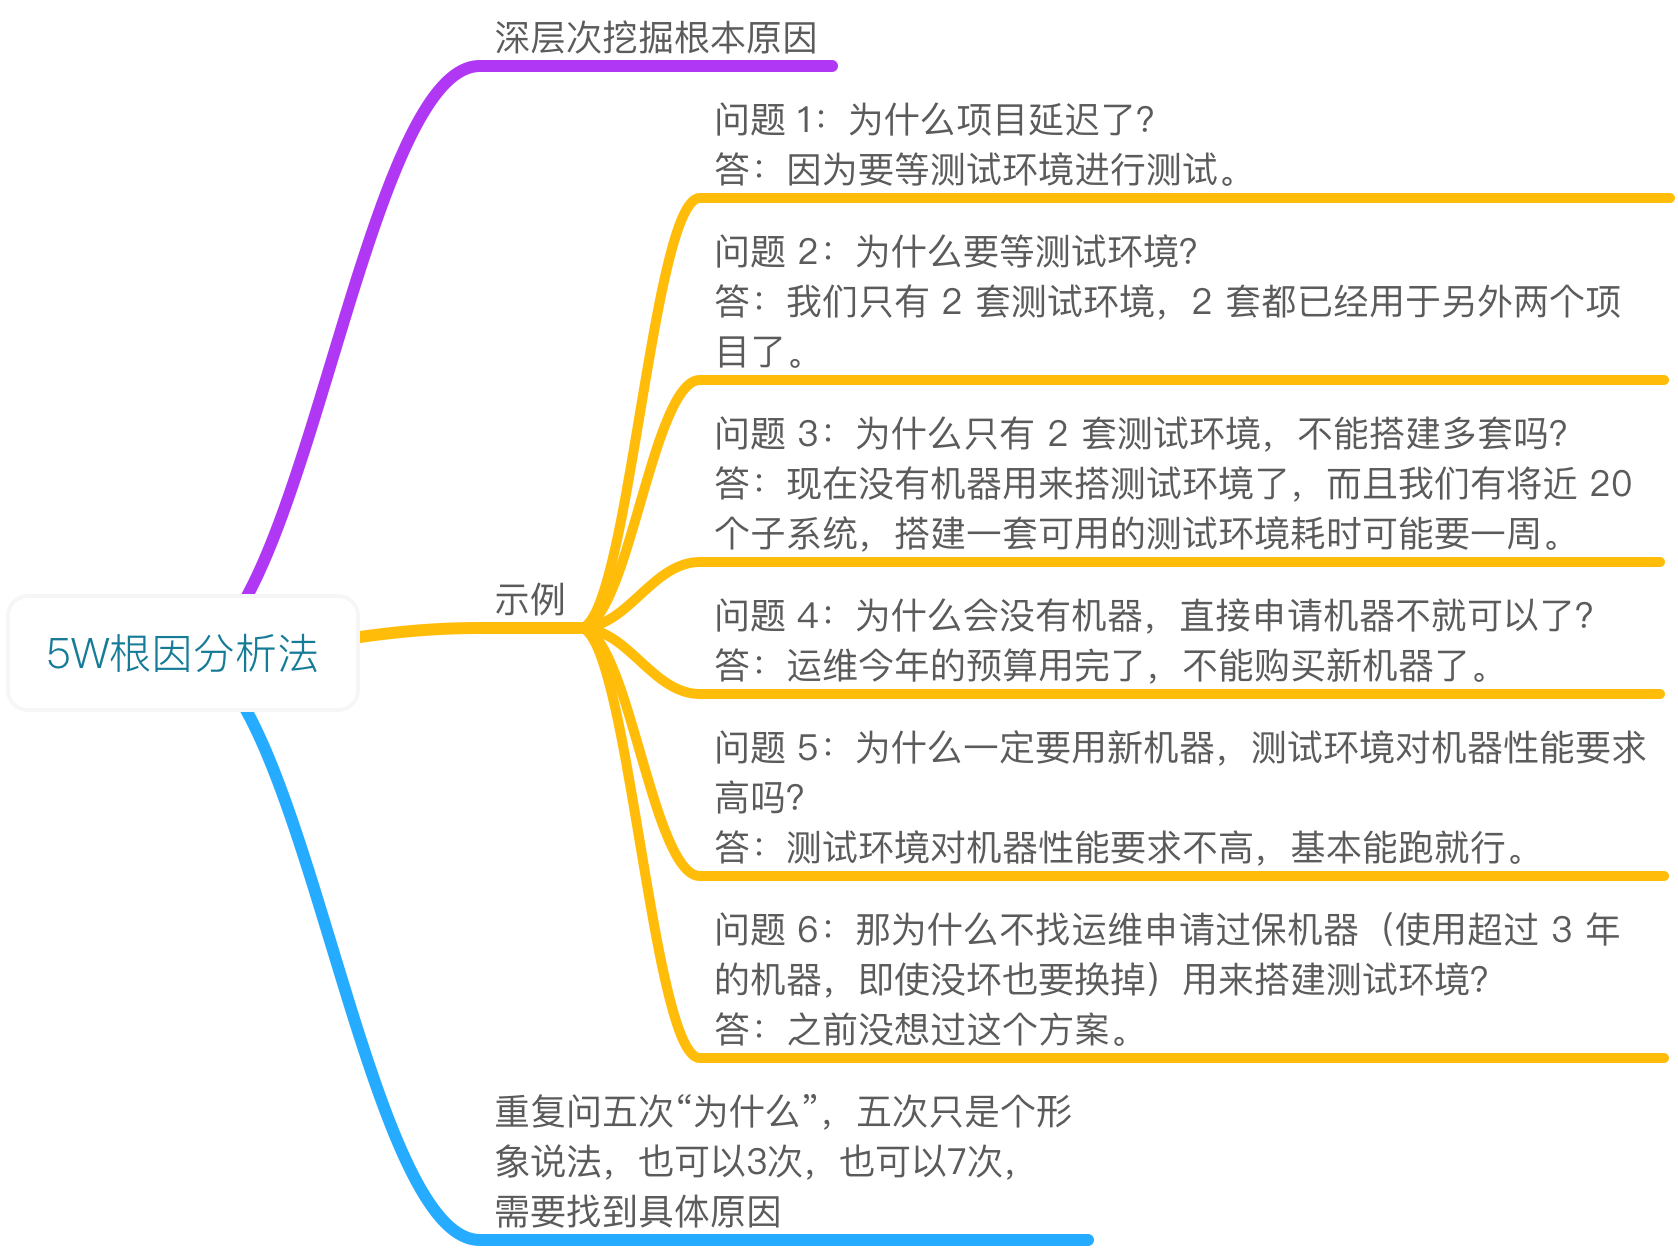 深层次挖掘根本原因
问题 1：为什么项目延迟了？
答：因为要等测试环境进行测试。
问题 2：为什么要等测试环境？
答：我们只有 2 套测试环境，2 套都已经用于另外两个项
目了。
问题 3：为什么只有 2 套测试环境，不能搭建多套吗？
答：现在没有机器用来搭测试环境了，而且我们有将近 20
个子系统，搭建一套可用的测试环境耗时可能要一周。
示例
问题 4：为什么会没有机器，直接申请机器不就可以了？
答：运维今年的预算用完了，不能购买新机器了。
5W根因分析法
问题 5：为什么一定要用新机器，测试环境对机器性能要求
高吗？
答：测试环境对机器性能要求不高，基本能跑就行。
问题 6：那为什么不找运维申请过保机器（使用超过 3 年
的机器，即使没坏也要换掉）用来搭建测试环境？
答：之前没想过这个方案。
重复问五次“为什么”，五次只是个形
象说法，也可以3次，也可以7次，
需要找到具体原因